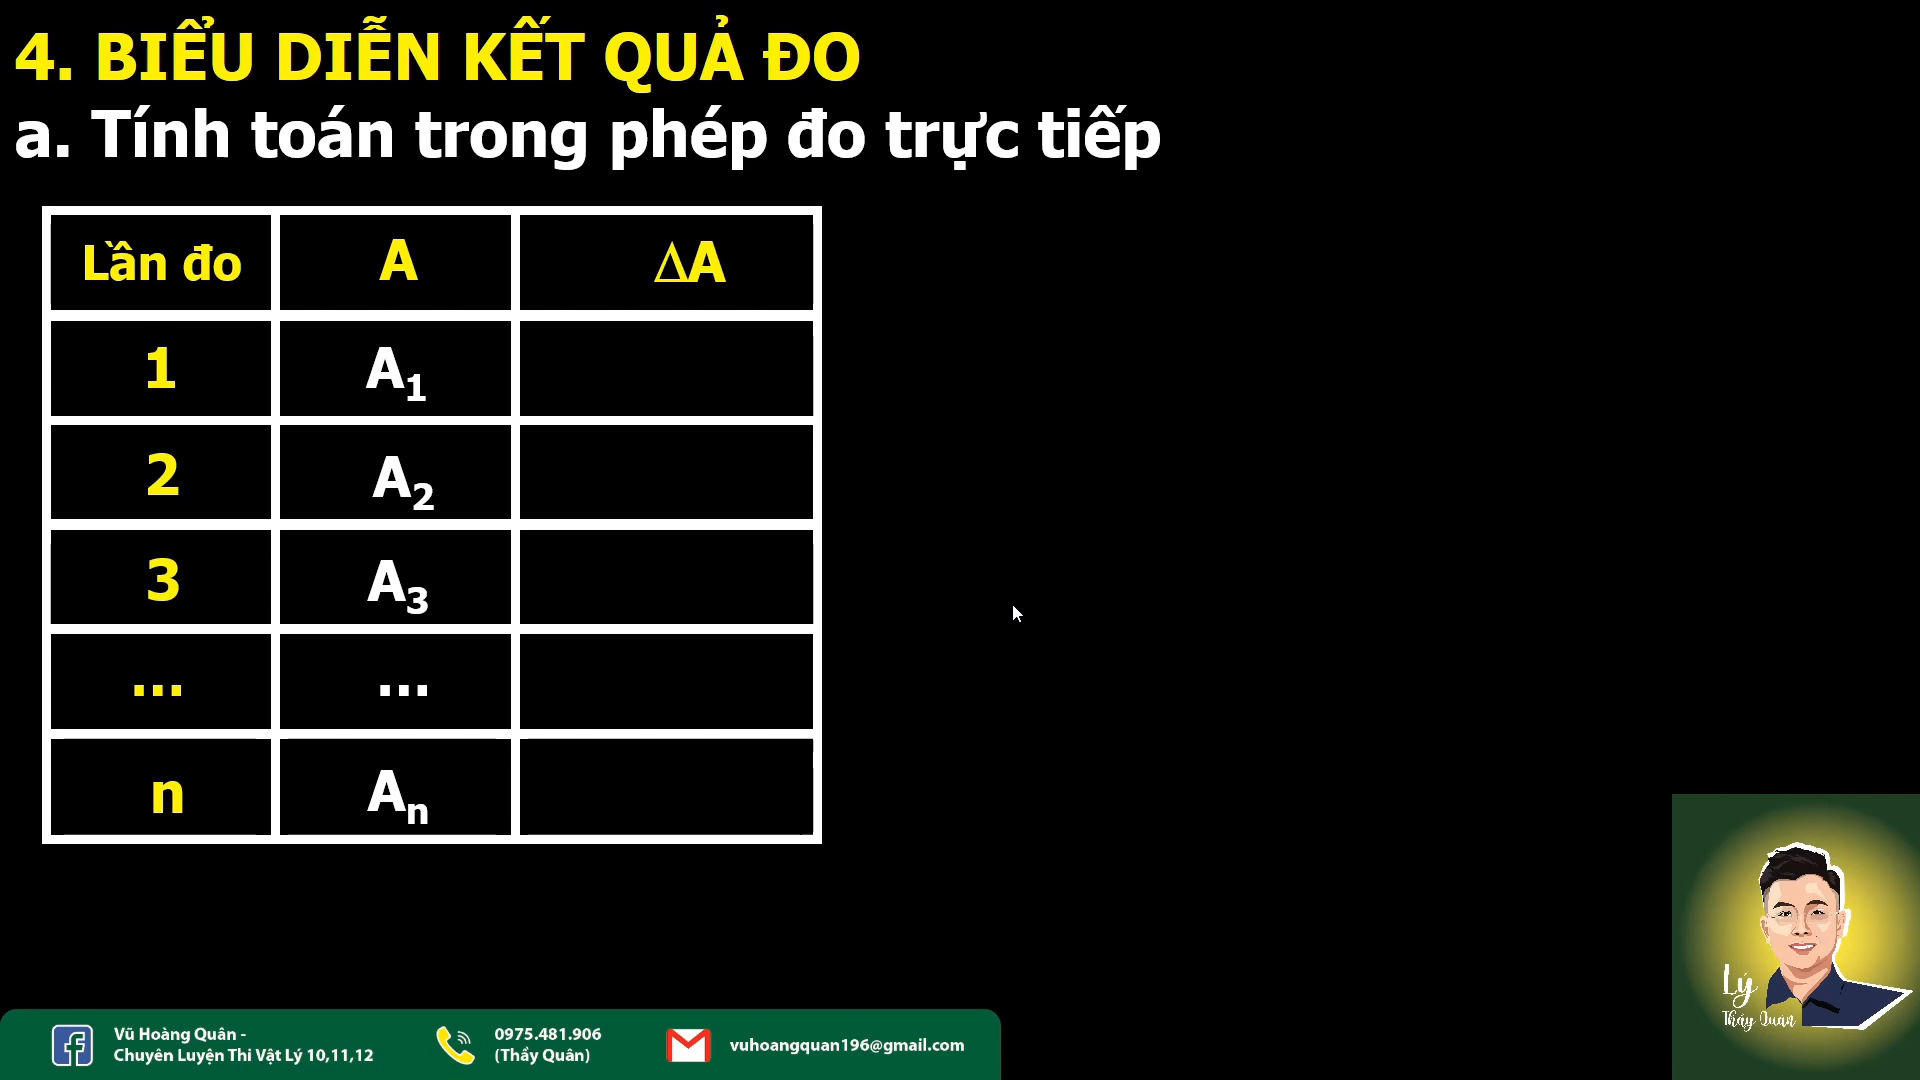 4. BIỂU DIỄN KẾT QUẢ ĐO
a. Tính toán trong phép đo trực tiếp
Lần đo A ΔA
1 A₁
2 A₂
3 A₃
... ...
n Aₙ
Lý
Thầy Quân
Vũ Hoàng Quân -
Chuyên Luyện Thi Vật Lý 10,11,12
0975.481.906
(Thầy Quân)
vuhoangquan196@gmail.com